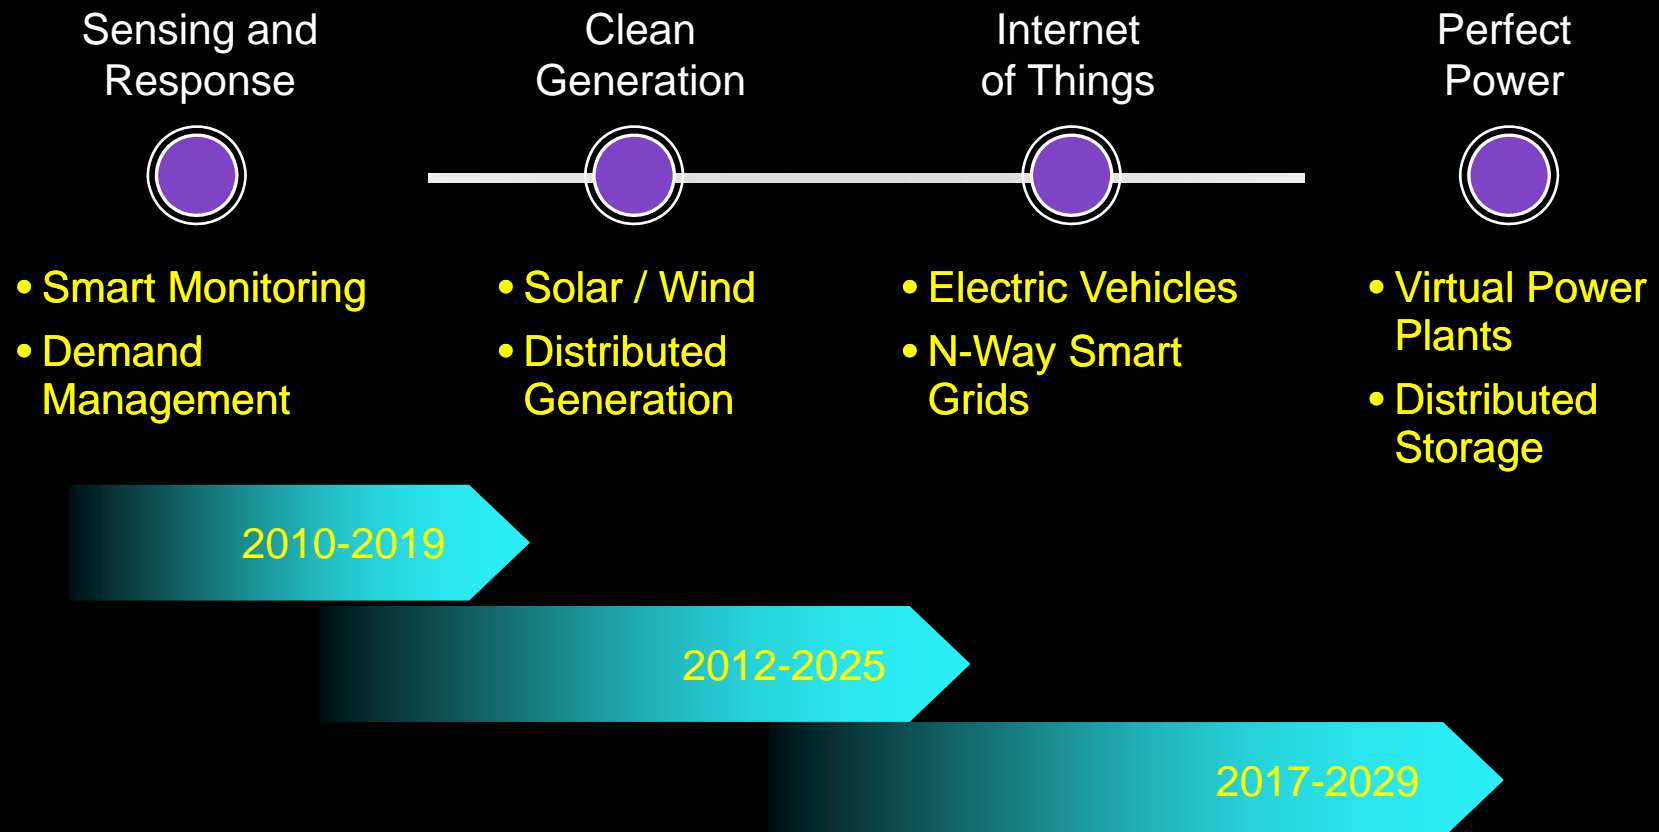 Sensing and
Response
Clean
Generation
Internet
of Things
Perfect
Power
• Smart Monitoring
• Demand
Management
• Solar / Wind
• Distributed
Generation
• Electric Vehicles
• N-Way Smart
Grids
• Virtual Power
Plants
• Distributed
Storage
2010-2019
2012-2025
2017-2029